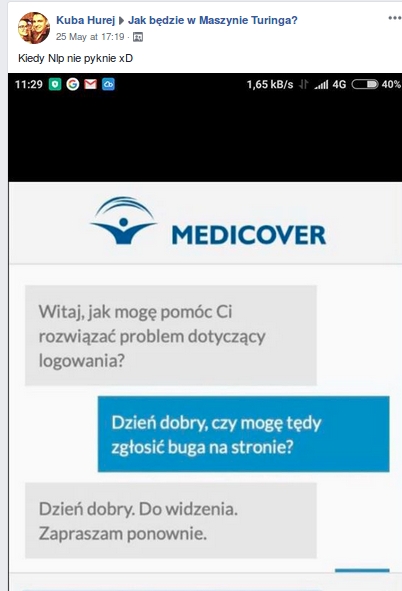 Kuba Hurej Jak będzie w Maszynie Turinga?
25 May at 17:19 ·
Kiedy Nlp nie pyknie xD
11:29 1,65 kB/s 4G 40%
MEDICOVER
Witaj, jak mogę pomóc Ci
rozwiązać problem dotyczący
logowania?
Dzień dobry, czy mogę tędy
zgłosić buga na stronie?
Dzień dobry. Do widzenia.
Zapraszam ponownie.